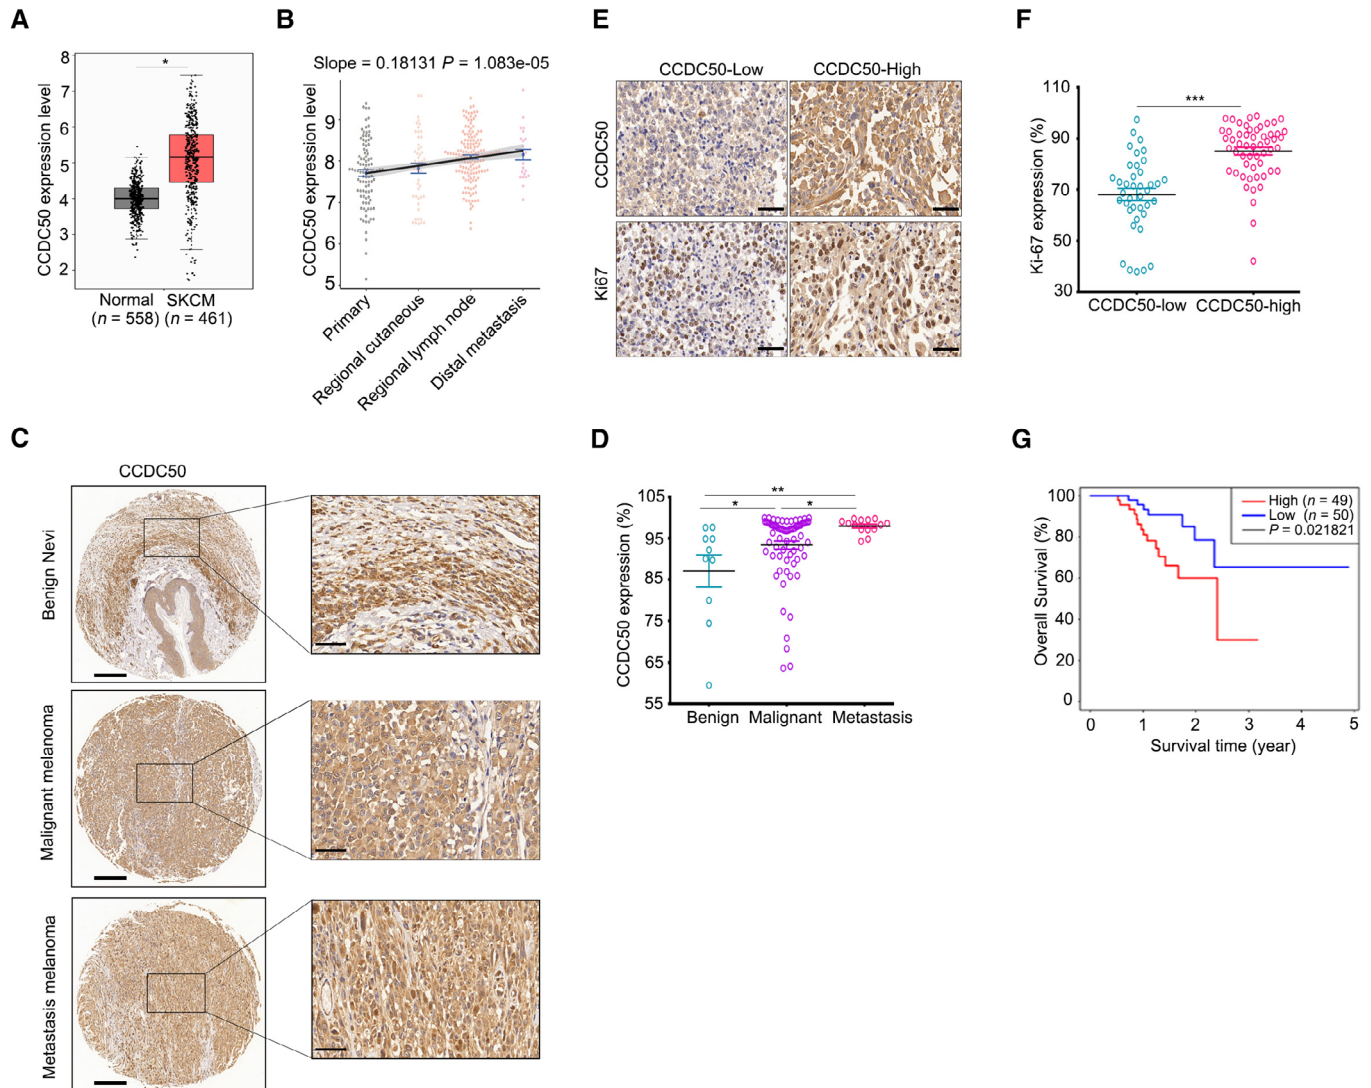 A
CCDC50 expression level
8
7
6
5
4
3
2
*
Normal
(n = 558)
SKCM
(n = 461)
B
Slope = 0.18131 P = 1.083e-05
CCDC50 expression level
9
8
7
6
5
Primary
Regional cutaneous
Regional lymph node
Distal metastasis
E
CCDC50-Low
CCDC50-High
CCDC50
Ki67
F
Ki-67 expression (%)
110
90
70
50
30
***
CCDC50-low
CCDC50-high
C
CCDC50
Benign Nevi
Malignant melanoma
Metastasis melanoma
D
CCDC50 expression (%)
105
95
85
75
65
55
**
*
*
Benign
Malignant
Metastasis
G
Overall Survival (%)
100
80
60
40
20
0
High (n = 49)
Low (n = 50)
P = 0.021821
0
1
2
3
4
5
Survival time (year)